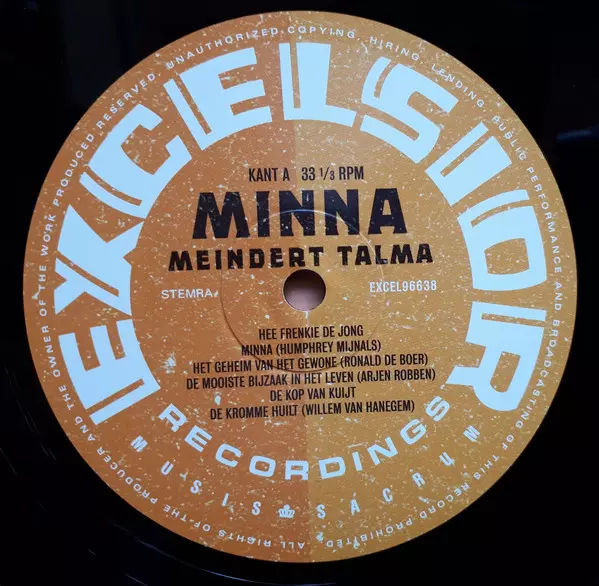 ALL RIGHTS OF THE PRODUCER AND THE OWNER OF THE WORK PRODUCED RESERVED. UNAUTHORIZED COPYING, HIRING, LENDING, PUBLIC PERFORMANCE AND BROADCASTING OF THIS RECORD PROHIBITED.
EXCELSIOR
RECORDINGS
MUSIS SACRUM
KANT A 33 1/3 RPM
MINNA
MEINDERT TALMA
STEMRA
EXCEL96638
HEE FRENKIE DE JONG
MINNA (HUMPHREY MIJNALS)
HET GEHEIM VAN HET GEWONE (RONALD DE BOER)
DE MOOISTE BIJZAAK IN HET LEVEN (ARJEN ROBBEN)
DE KOP VAN KUIJT
DE KROMME HUILT (WILLEM VAN HANEGEM)